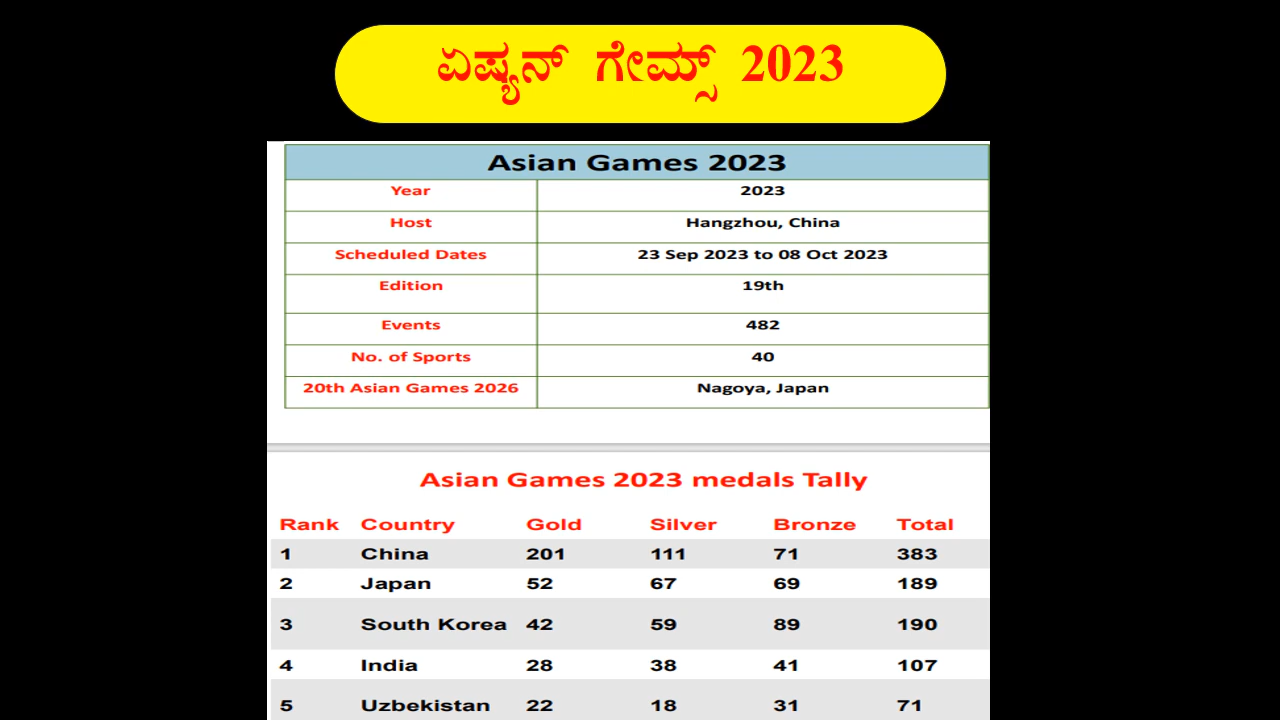 ಏಷ್ಯನ್ ಗೇಮ್ಸ್ 2023
Asian Games 2023
Year 2023
Host Hangzhou, China
Scheduled Dates 23 Sep 2023 to 08 Oct 2023
Edition 19th
Events 482
No. of Sports 40
20th Asian Games 2026 Nagoya, Japan
Asian Games 2023 medals Tally
Rank Country Gold Silver Bronze Total
1 China 201 111 71 383
2 Japan 52 67 69 189
3 South Korea 42 59 89 190
4 India 28 38 41 107
5 Uzbekistan 22 18 31 71